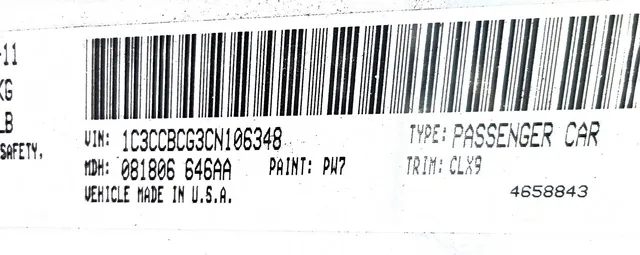 -11
KG
LB
SAFETY.
VIN: 1C3CCBCG3CN106348 TYPE: PASSENGER CAR
MDH: 081806 646AA PAINT: PW7 TRIM: CLX9
VEHICLE MADE IN U.S.A.
4658843